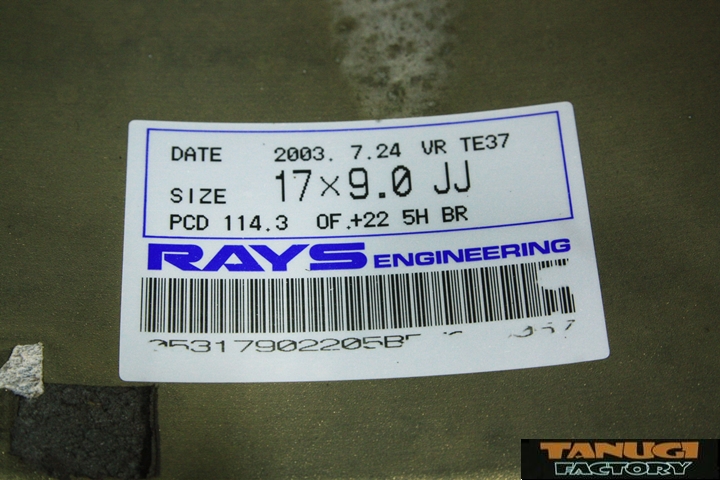 DATE 2003. 7.24 VR TE37
SIZE 17×9.0 JJ
PCD 114.3 OF.+22 5H BR
RAYS ENGINEERING
TANUGI
FACTORY